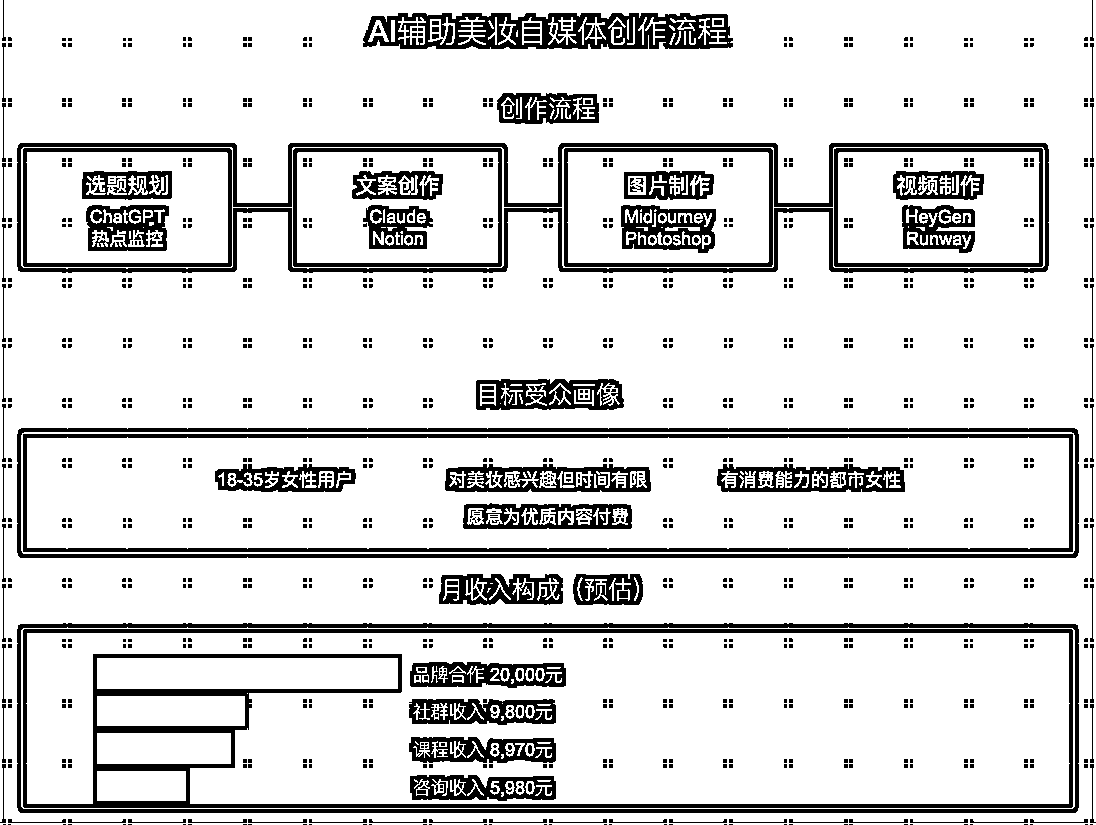 AI辅助美妆自媒体创作流程
创作流程
选题规划
ChatGPT
热点监控
文案创作
Claude
Notion
图片制作
Midjourney
Photoshop
视频制作
HeyGen
Runway
目标受众画像
18-35岁女性用户
对美妆感兴趣但时间有限
有消费能力的都市女性
愿意为优质内容付费
月收入构成（预估）
品牌合作 20,000元
社群收入 9,800元
课程收入 8,970元
咨询收入 5,980元